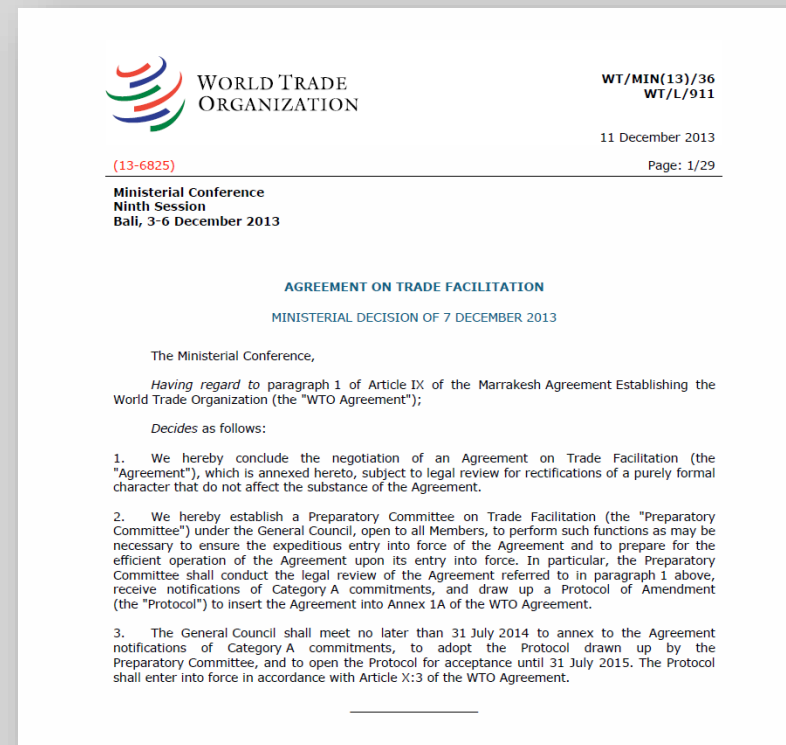 WORLD TRADE
ORGANIZATION
WT/MIN(13)/36
WT/L/911
11 December 2013
(13-6825)
Page: 1/29
Ministerial Conference
Ninth Session
Bali, 3-6 December 2013
AGREEMENT ON TRADE FACILITATION
MINISTERIAL DECISION OF 7 DECEMBER 2013
The Ministerial Conference,
Having regard to paragraph 1 of Article IX of the Marrakesh Agreement Establishing the
World Trade Organization (the "WTO Agreement");
Decides as follows:
1. We hereby conclude the negotiation of an Agreement on Trade Facilitation (the
"Agreement"), which is annexed hereto, subject to legal review for rectifications of a purely formal
character that do not affect the substance of the Agreement.
2. We hereby establish a Preparatory Committee on Trade Facilitation (the "Preparatory
Committee") under the General Council, open to all Members, to perform such functions as may be
necessary to ensure the expeditious entry into force of the Agreement and to prepare for the
efficient operation of the Agreement upon its entry into force. In particular, the Preparatory
Committee shall conduct the legal review of the Agreement referred to in paragraph 1 above,
receive notifications of Category A commitments, and draw up a Protocol of Amendment
(the "Protocol") to insert the Agreement into Annex 1A of the WTO Agreement.
3. The General Council shall meet no later than 31 July 2014 to annex to the Agreement
notifications of Category A commitments, to adopt the Protocol drawn up by the
Preparatory Committee, and to open the Protocol for acceptance until 31 July 2015. The Protocol
shall enter into force in accordance with Article X:3 of the WTO Agreement.